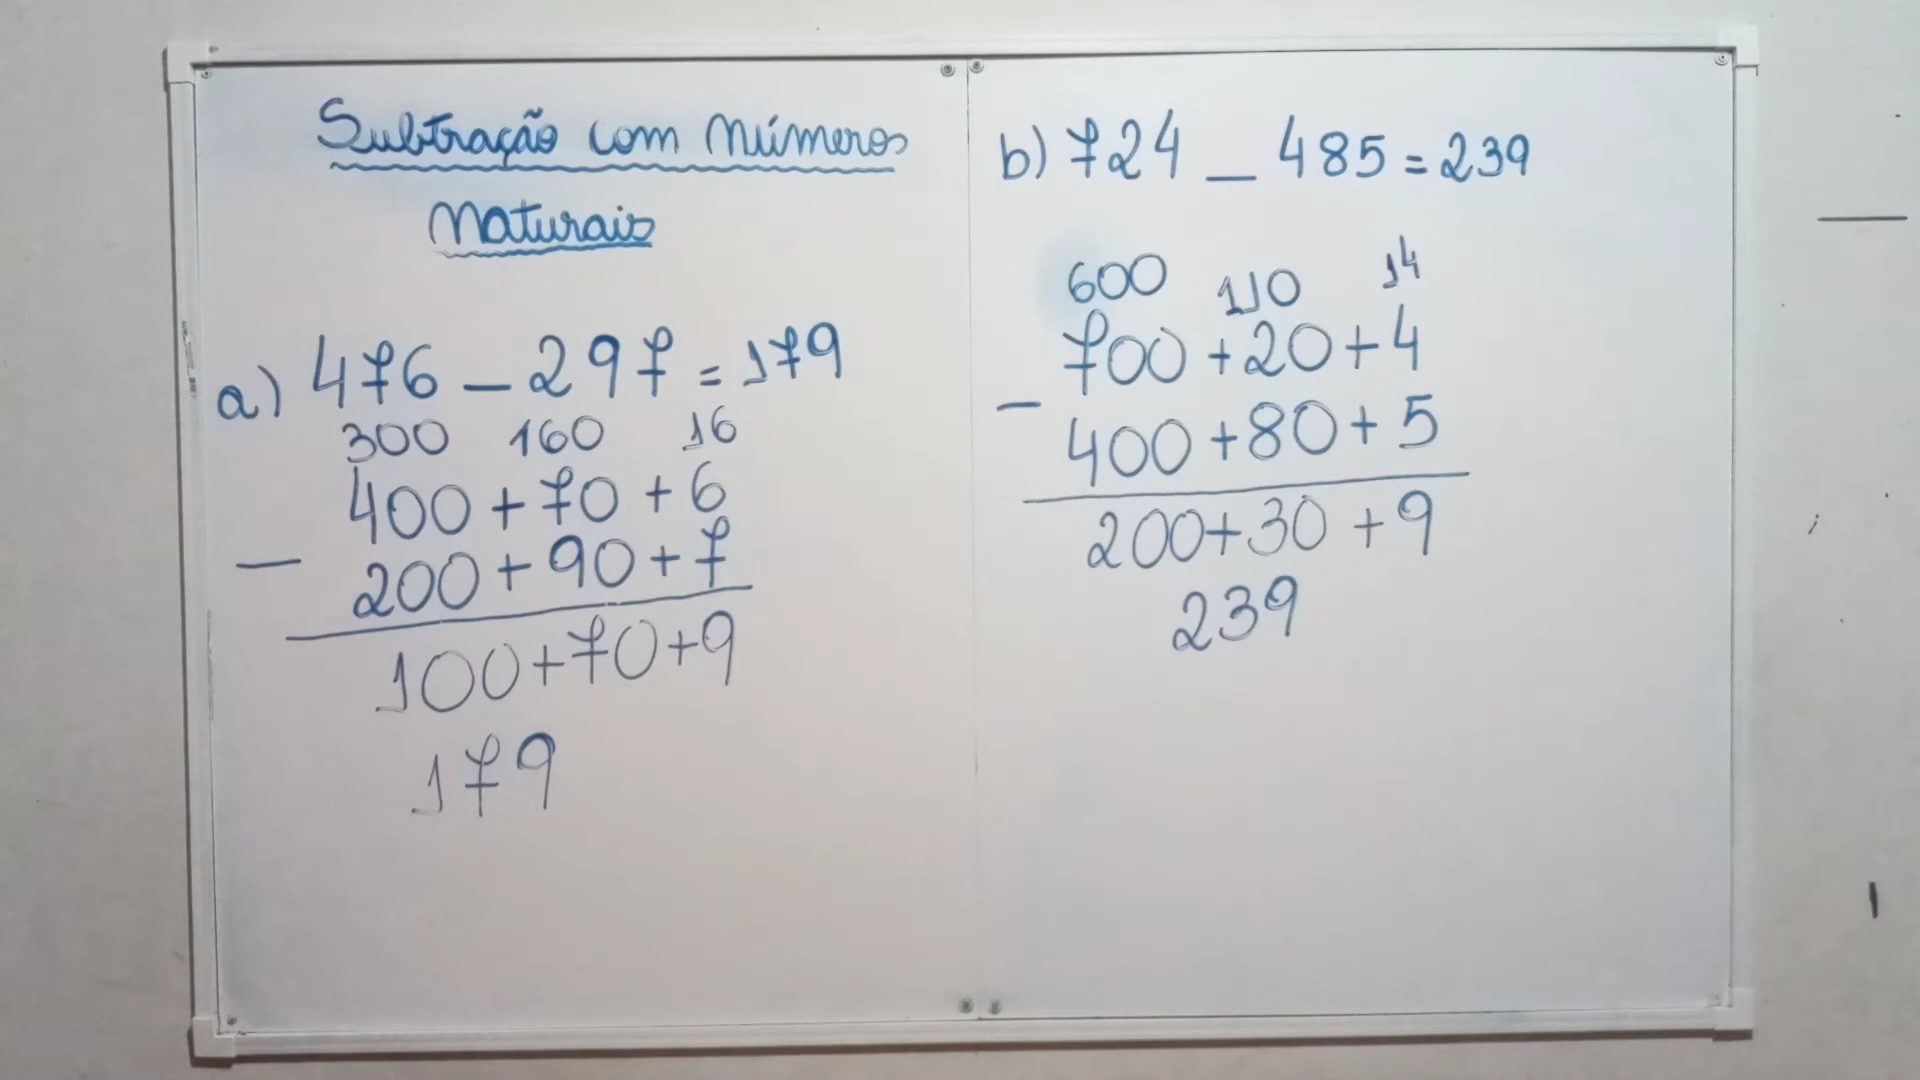 Subtração com Números
Naturais
a) 476 - 297 = 179
300 160 16
400 + 70 + 6
- 200 + 90 + 7
100 + 70 + 9
179
b) 724 - 485 = 239
600 110 14
700 + 20 + 4
- 400 + 80 + 5
200 + 30 + 9
239